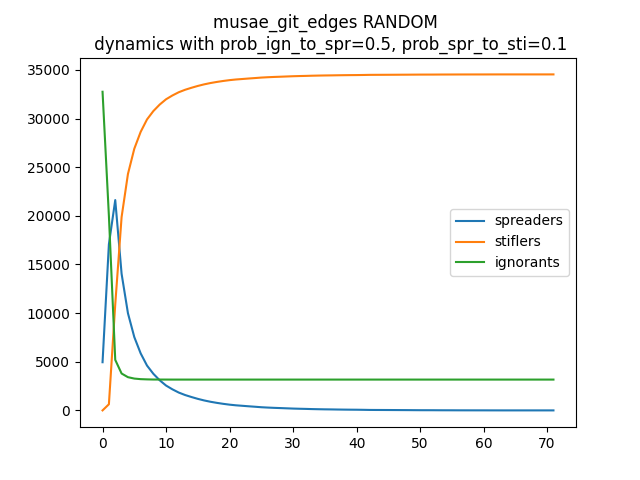 musae_git_edges RANDOM
dynamics with prob_ign_to_spr=0.5, prob_spr_to_sti=0.1
35000
30000
25000
20000
15000
10000
5000
0
spreaders
stiflers
ignorants
0 10 20 30 40 50 60 70